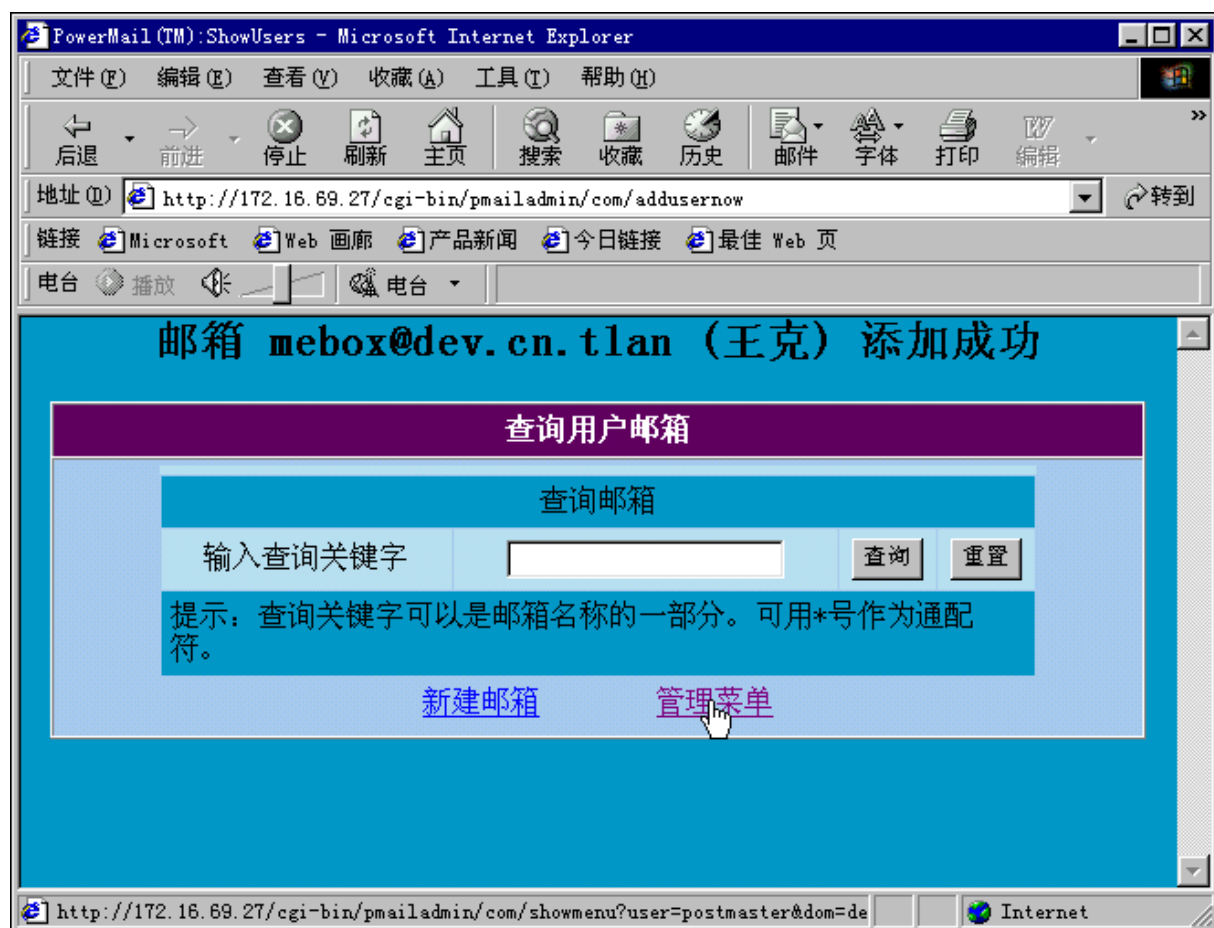 PowerMail(TM):ShowUsers - Microsoft Internet Explorer
文件(F) 编辑(E) 查看(V) 收藏(A) 工具(T) 帮助(H)
后退 前进 停止 刷新 主页 搜索 收藏 历史 邮件 字体 打印 编辑 »
地址(D) http://172.16.69.27/cgi-bin/pmailadmin/com/addusernow 转到
链接 Microsoft Web 画廊 产品新闻 今日链接 最佳 Web 页
电台 播放 电台
邮箱 mebox@dev.cn.tlan (王克) 添加成功
查询用户邮箱
查询邮箱
输入查询关键字 查询 重置
提示：查询关键字可以是邮箱名称的一部分。可用*号作为通配
符。
新建邮箱 管理菜单
http://172.16.69.27/cgi-bin/pmailadmin/com/showmenu?user=postmaster&dom=de Internet